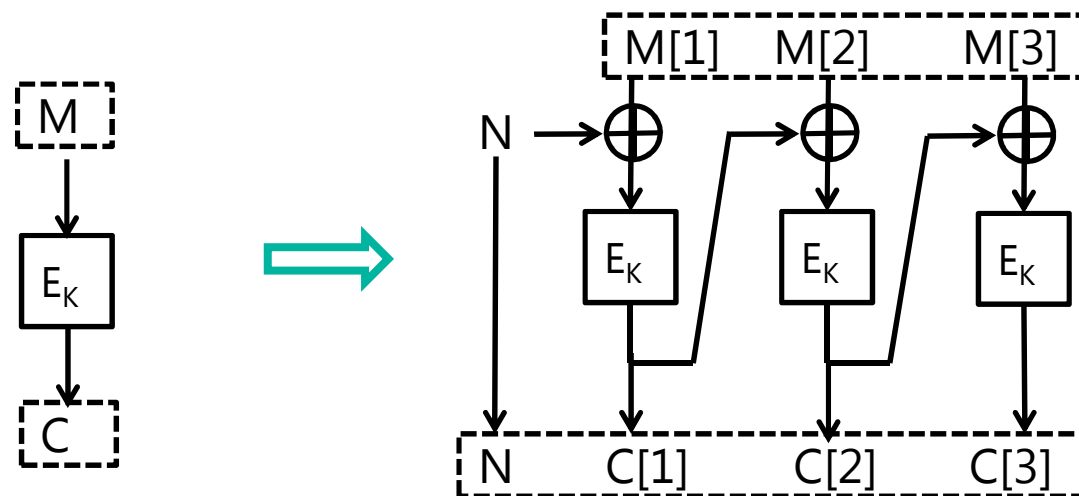 M
E_K
C
M[1] M[2] M[3]
N
E_K E_K E_K
N C[1] C[2] C[3]